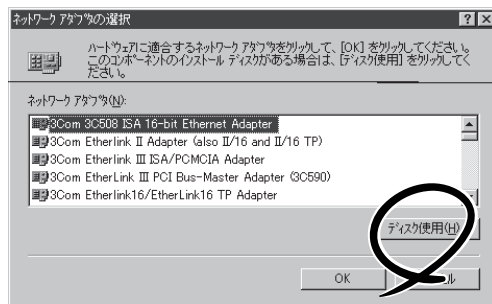 ネットワーク アダプタの選択
ハードウェアに適合するネットワーク アダプタをクリックして、[OK] をクリックしてください。
このコンポーネントのインストール ディスクがある場合は、[ディスク使用] をクリックしてく
ださい。
ネットワーク アダプタ(N):
3Com 3C508 ISA 16-bit Ethernet Adapter
3Com Etherlink II Adapter (also II/16 and II/16 TP)
3Com Etherlink III ISA/PCMCIA Adapter
3Com EtherLink III PCI Bus-Master Adapter (3C590)
3Com Etherlink16/EtherLink16 TP Adapter
ディスク使用(H)
OK